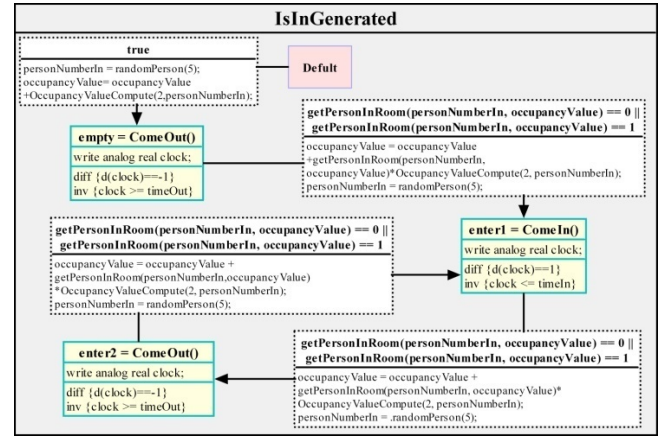 IsInGenerated
true
personNumberIn = randomPerson(5);
occupancyValue= occupancyValue
+OccupancyValueCompute(2,personNumberIn);
Defult
empty = ComeOut()
write analog real clock;
diff {d(clock)==-1}
inv {clock >= timeOut}
getPersonInRoom(personNumberIn, occupancyValue) == 0 ||
getPersonInRoom(personNumberIn, occupancyValue) == 1
occupancyValue = occupancyValue
+getPersonInRoom(personNumberIn,
occupancyValue)*OccupancyValueCompute(2, personNumberIn);
personNumberIn = randomPerson(5);
getPersonInRoom(personNumberIn, occupancyValue) == 0 ||
getPersonInRoom(personNumberIn, occupancyValue) == 1
occupancyValue = occupancyValue +
getPersonInRoom(personNumberIn,occupancyValue)
*OccupancyValueCompute(2, personNumberIn);
personNumberIn = randomPerson(5);
enter1 = ComeIn()
write analog real clock;
diff {d(clock)==1}
inv {clock <= timeIn}
enter2 = ComeOut()
write analog real clock;
diff {d(clock)==-1}
inv {clock >= timeOut}
getPersonInRoom(personNumberIn, occupancyValue) == 0 ||
getPersonInRoom(personNumberIn, occupancyValue) == 1
occupancyValue = occupancyValue +
getPersonInRoom(personNumberIn, occupancyValue)*
OccupancyValueCompute(2, personNumberIn);
personNumberIn = .randomPerson(5);